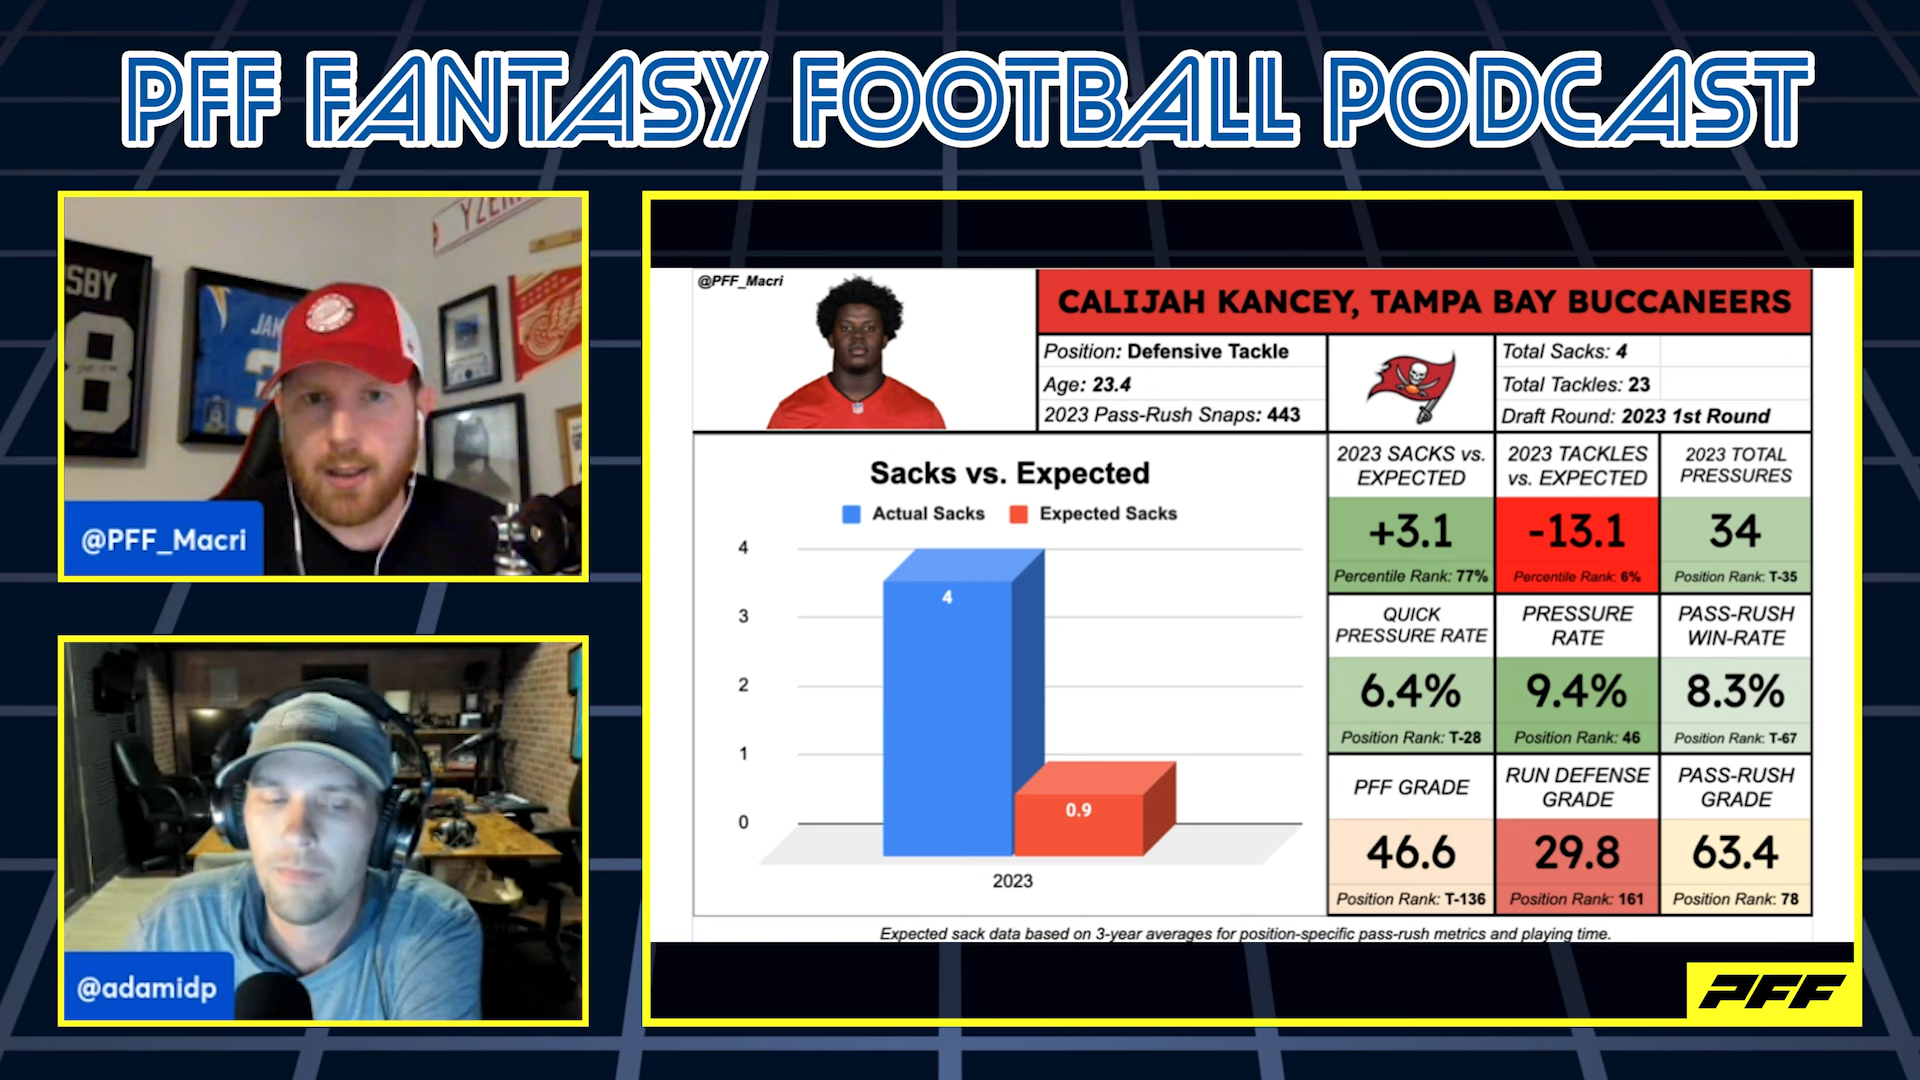 PFF FANTASY FOOTBALL PODCAST
SBY
8
JAM
@PFF_Macri
@adamidp
@PFF_Macri
CALIJAH KANCEY, TAMPA BAY BUCCANEERS
Position: Defensive Tackle
Age: 23.4
2023 Pass-Rush Snaps: 443
Total Sacks: 4
Total Tackles: 23
Draft Round: 2023 1st Round
Sacks vs. Expected
Actual Sacks
Expected Sacks
4
3
2
1
0
4
0.9
2023
2023 SACKS vs.
EXPECTED
+3.1
Percentile Rank: 77%
2023 TACKLES
vs. EXPECTED
-13.1
Percentile Rank: 6%
2023 TOTAL
PRESSURES
34
Position Rank: T-35
QUICK
PRESSURE RATE
6.4%
Position Rank: T-28
PRESSURE
RATE
9.4%
Position Rank: 46
PASS-RUSH
WIN-RATE
8.3%
Position Rank: T-67
PFF GRADE
46.6
Position Rank: T-136
RUN DEFENSE
GRADE
29.8
Position Rank: 161
PASS-RUSH
GRADE
63.4
Position Rank: 78
Expected sack data based on 3-year averages for position-specific pass-rush metrics and playing time.
PFF